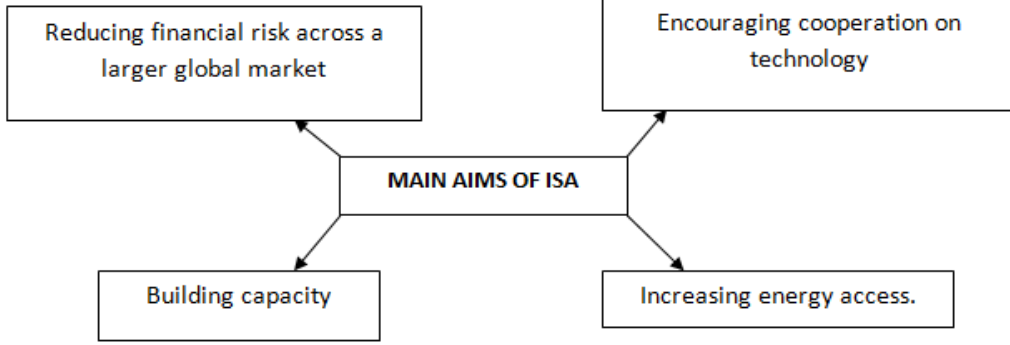 Reducing financial risk across a
larger global market
Encouraging cooperation on
technology
MAIN AIMS OF ISA
Building capacity
Increasing energy access.